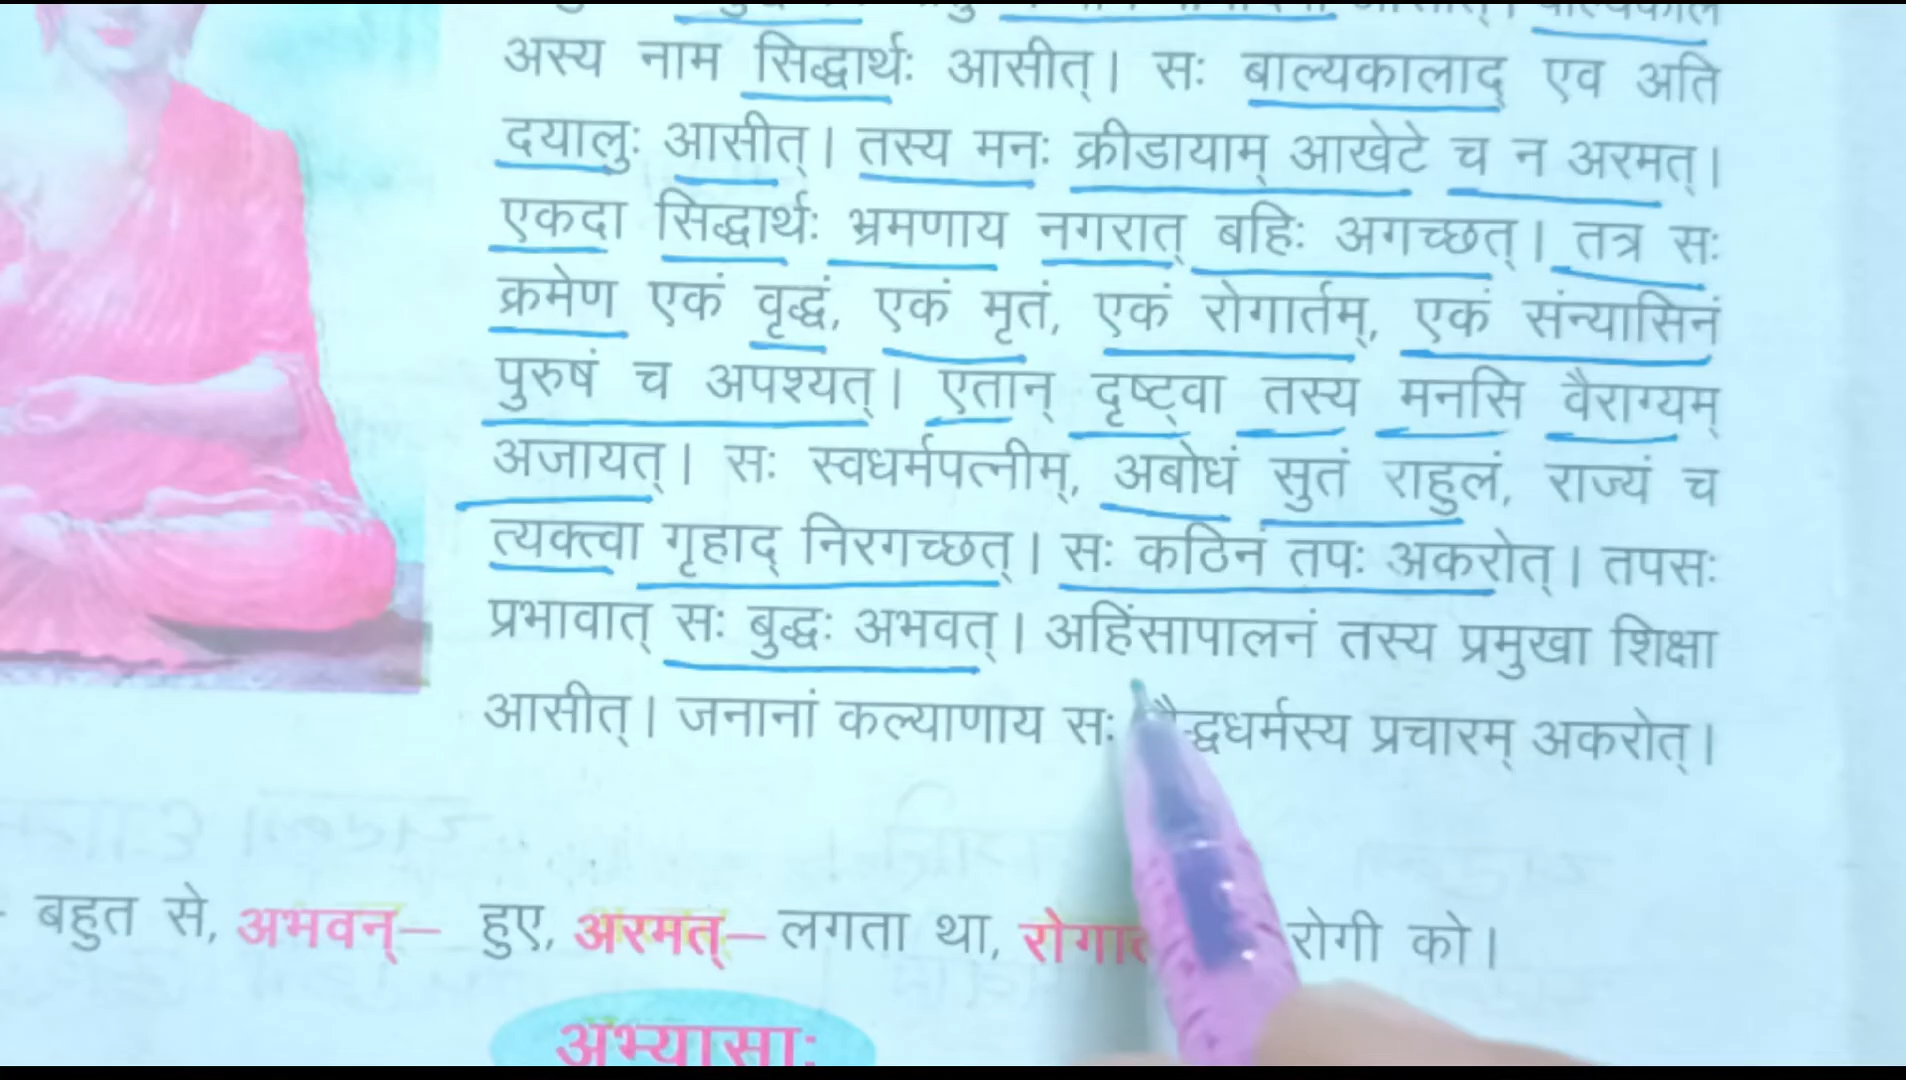 अस्य नाम सिद्धार्थः आसीत्। सः बाल्यकालाद् एव अति
दयालुः आसीत्। तस्य मनः क्रीडायाम् आखेटे च न अरमत्।
एकदा सिद्धार्थः भ्रमणाय नगरात् बहिः अगच्छत्। तत्र सः
क्रमेण एकं वृद्धं, एकं मृतं, एकं रोगार्तम्, एकं संन्यासिनं
पुरुषं च अपश्यत्। एतान् दृष्ट्वा तस्य मनसि वैराग्यम्
अजायत्। सः स्वधर्मपत्नीम्, अबोधं सुतं राहुलं, राज्यं च
त्यक्त्वा गृहाद् निरगच्छत्। सः कठिनं तपः अकरोत्। तपसः
प्रभावात् सः बुद्धः अभवत्। अहिंसापालनं तस्य प्रमुखा शिक्षा
आसीत्। जनानां कल्याणाय सः प्रचारम् अकरोत्।
बहुत से, अभवन्– हुए, अरमत्– लगता था, रोगी को।
अभ्यासाः